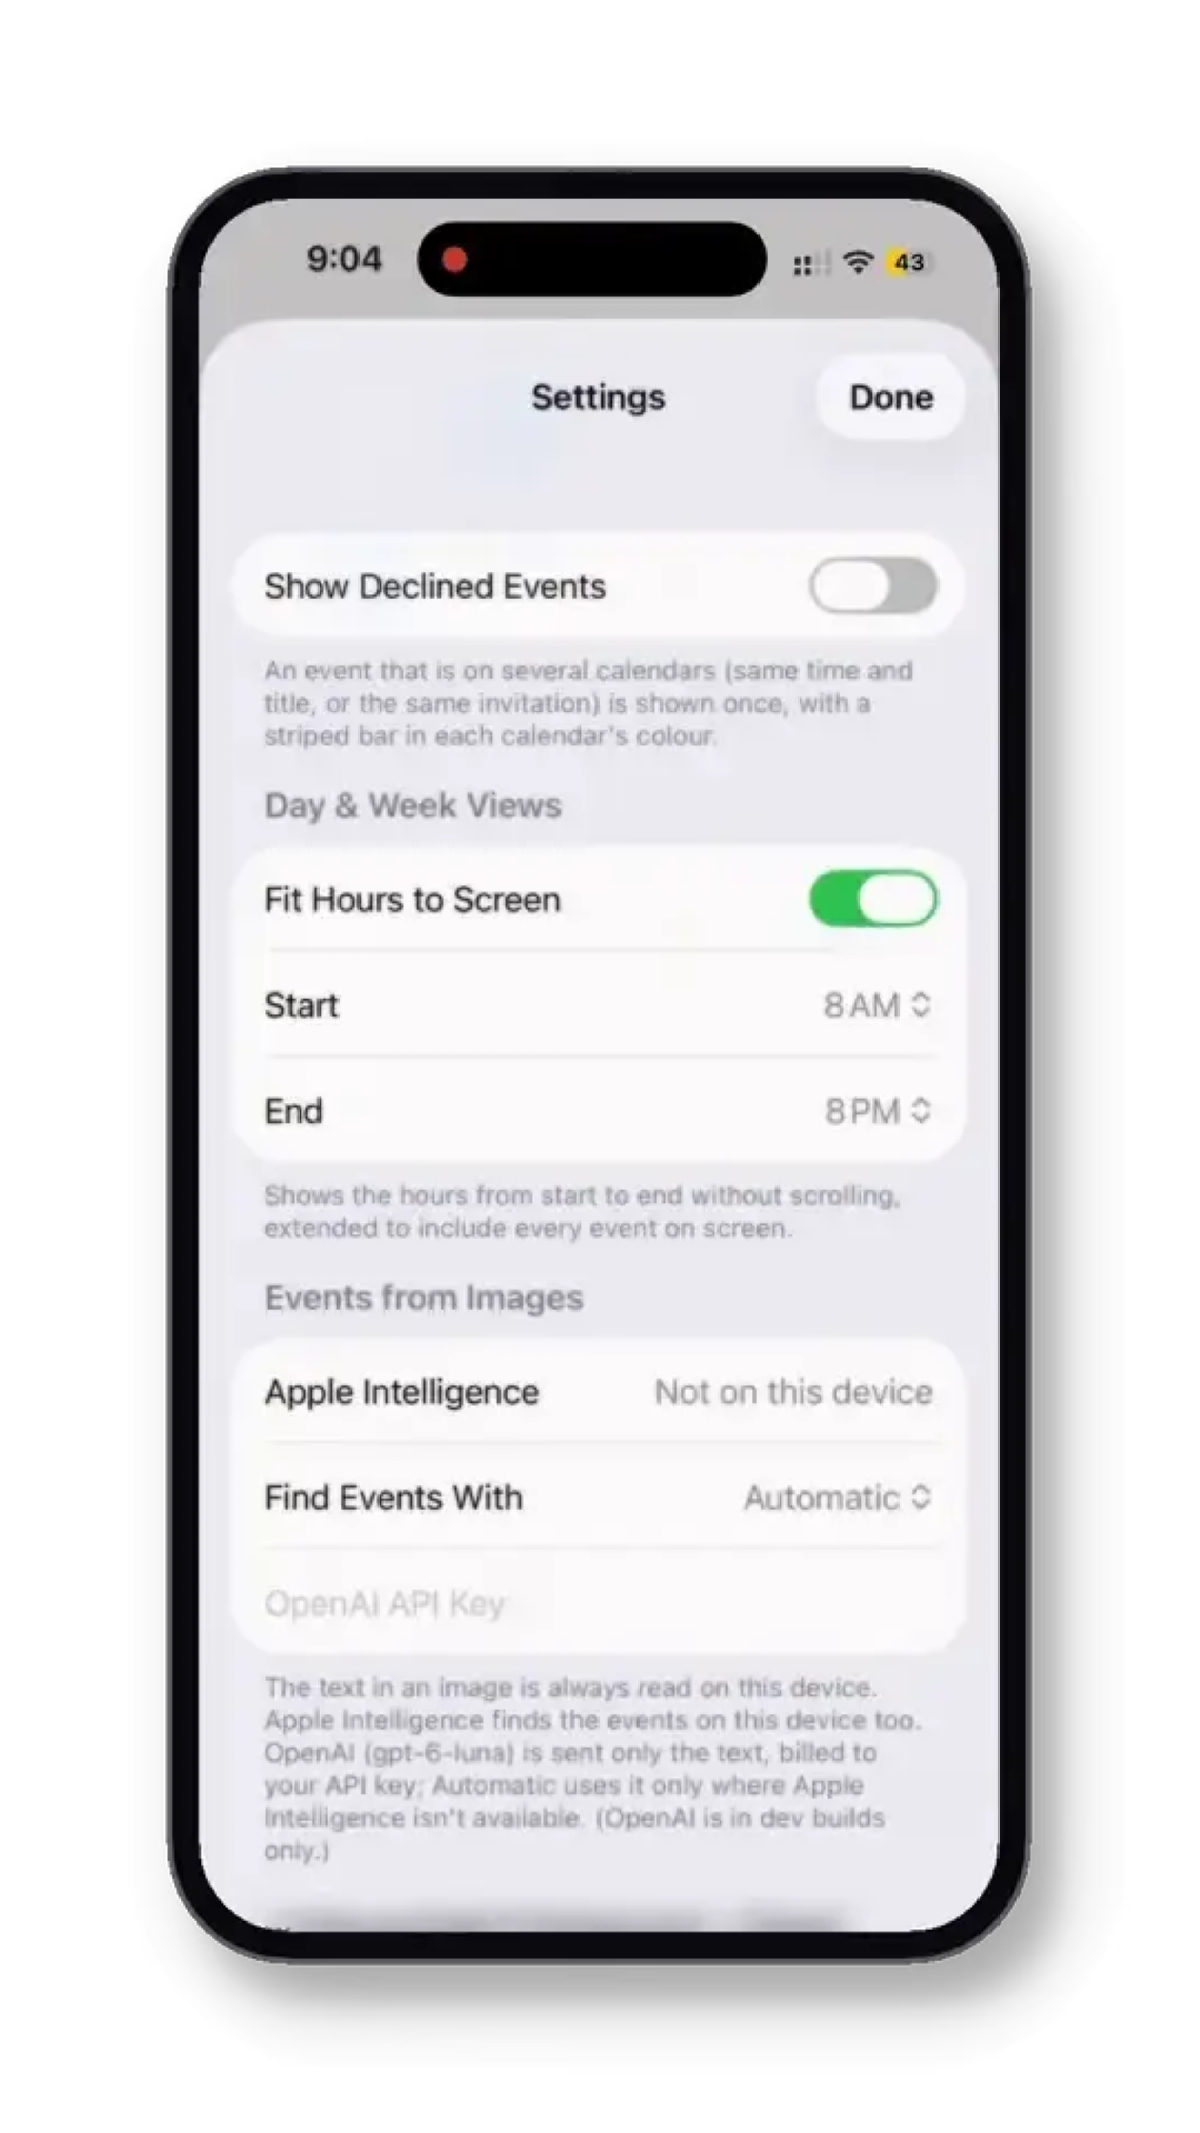 9:04
43
Settings
Done
Show Declined Events
An event that is on several calendars (same time and
title, or the same invitation) is shown once, with a
striped bar in each calendar's colour.
Day & Week Views
Fit Hours to Screen
Start
8 AM
End
8 PM
Shows the hours from start to end without scrolling,
extended to include every event on screen.
Events from Images
Apple Intelligence
Not on this device
Find Events With
Automatic
OpenAI API Key
The text in an image is always read on this device.
Apple Intelligence finds the events on this device too.
OpenAI (gpt-6-luna) is sent only the text, billed to
your API key; Automatic uses it only where Apple
Intelligence isn't available. (OpenAI is in dev builds
only.)